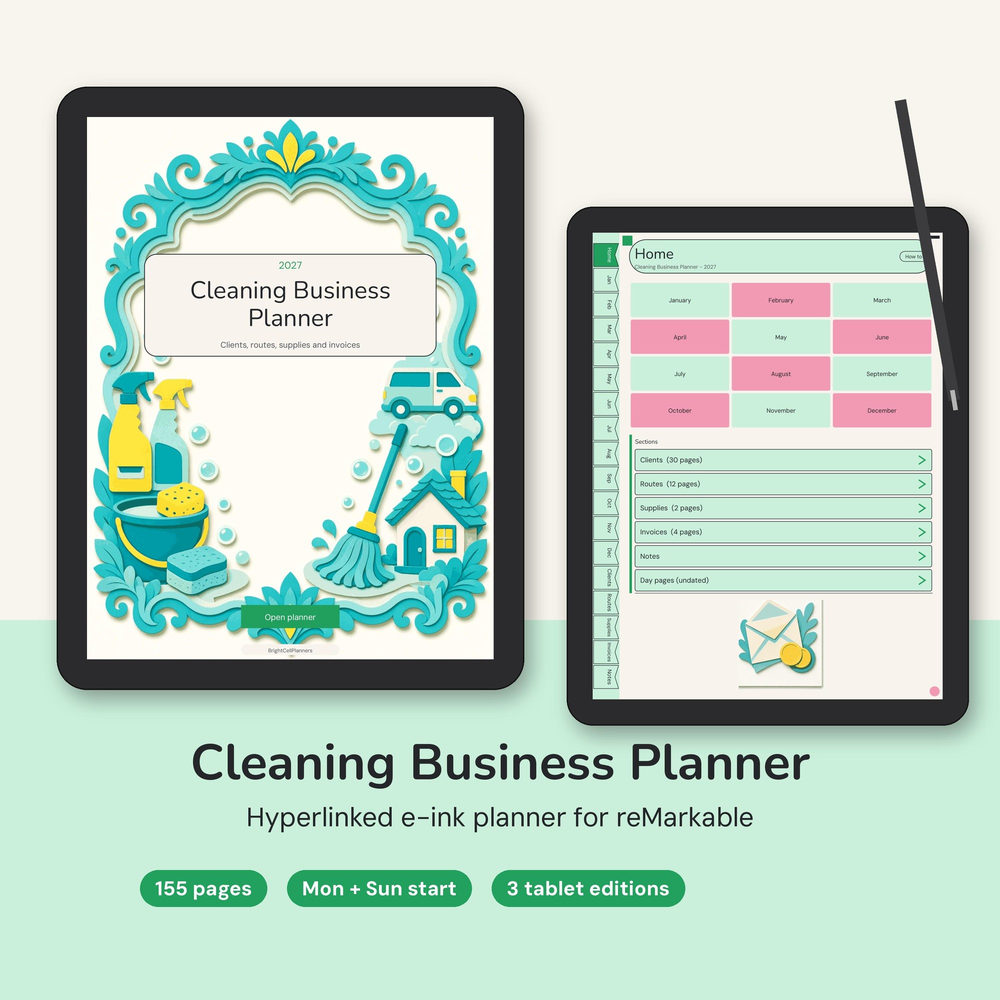 2027
Cleaning Business
Planner
Clients, routes, supplies and invoices
Open planner
BrightCellPlanners
Home
Cleaning Business Planner - 2027
How to
January
February
March
April
May
June
July
August
September
October
November
December
Sections
Clients (30 pages)
Routes (12 pages)
Supplies (2 pages)
Invoices (4 pages)
Notes
Day pages (undated)
Home
Jan
Feb
Mar
Apr
May
Jun
Jul
Aug
Sep
Oct
Nov
Dec
Clients
Routes
Supplies
Invoices
Notes
Cleaning Business Planner
Hyperlinked e-ink planner for reMarkable
155 pages
Mon + Sun start
3 tablet editions